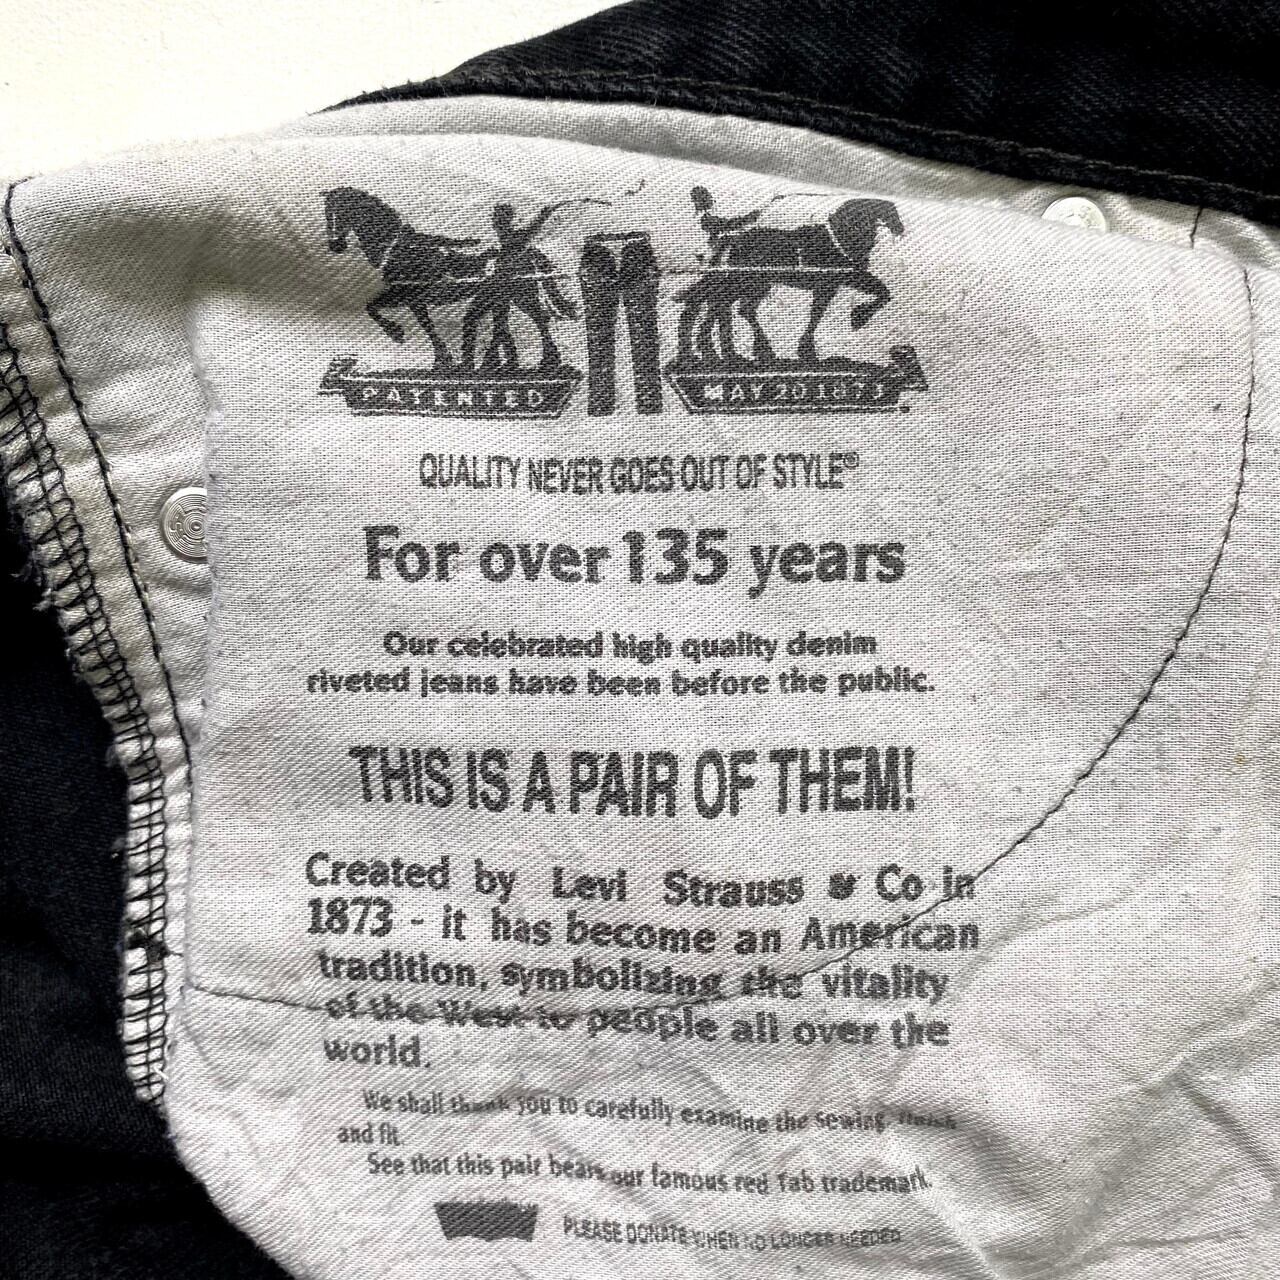 PATENTED MAY 20 1873
QUALITY NEVER GOES OUT OF STYLE®
For over 135 years
Our celebrated high quality denim
riveted jeans have been before the public.
THIS IS A PAIR OF THEM!
Created by Levi Strauss & Co in
1873 - it has become an American
tradition, symbolizing the vitality
of the West to people all over the
world.
We shall thank you to carefully examine the sewing, finish
and fit.
See that this pair bears our famous red Tab trademark.
PLEASE DONATE WHEN NO LONGER NEEDED